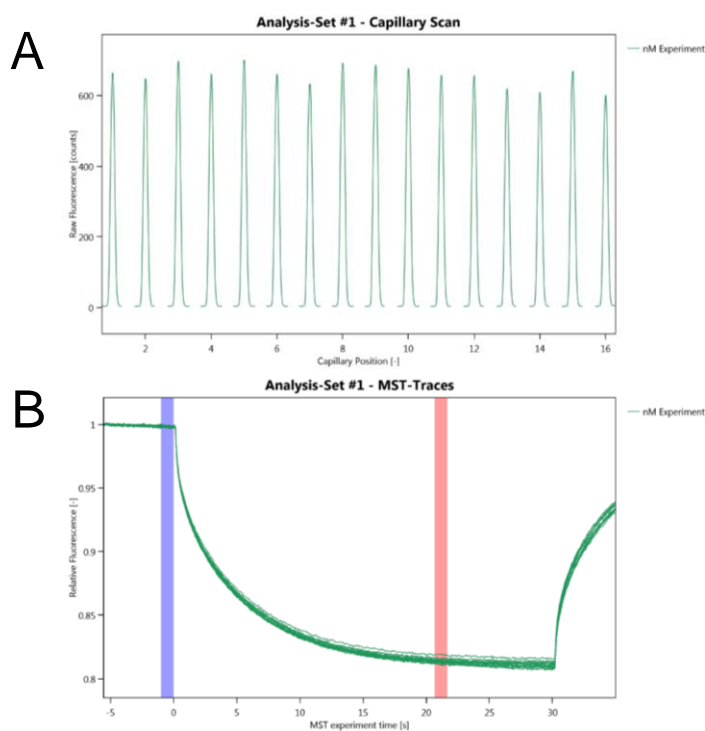 A
Analysis-Set #1 - Capillary Scan
nM Experiment
Raw Fluorescence [counts]
600
400
200
0
2 4 6 8 10 12 14 16
Capillary Position [-]
B
Analysis-Set #1 - MST-Traces
nM Experiment
Relative Fluorescence [-]
1
0.95
0.9
0.85
0.8
-5 0 5 10 15 20 25 30
MST experiment time [s]